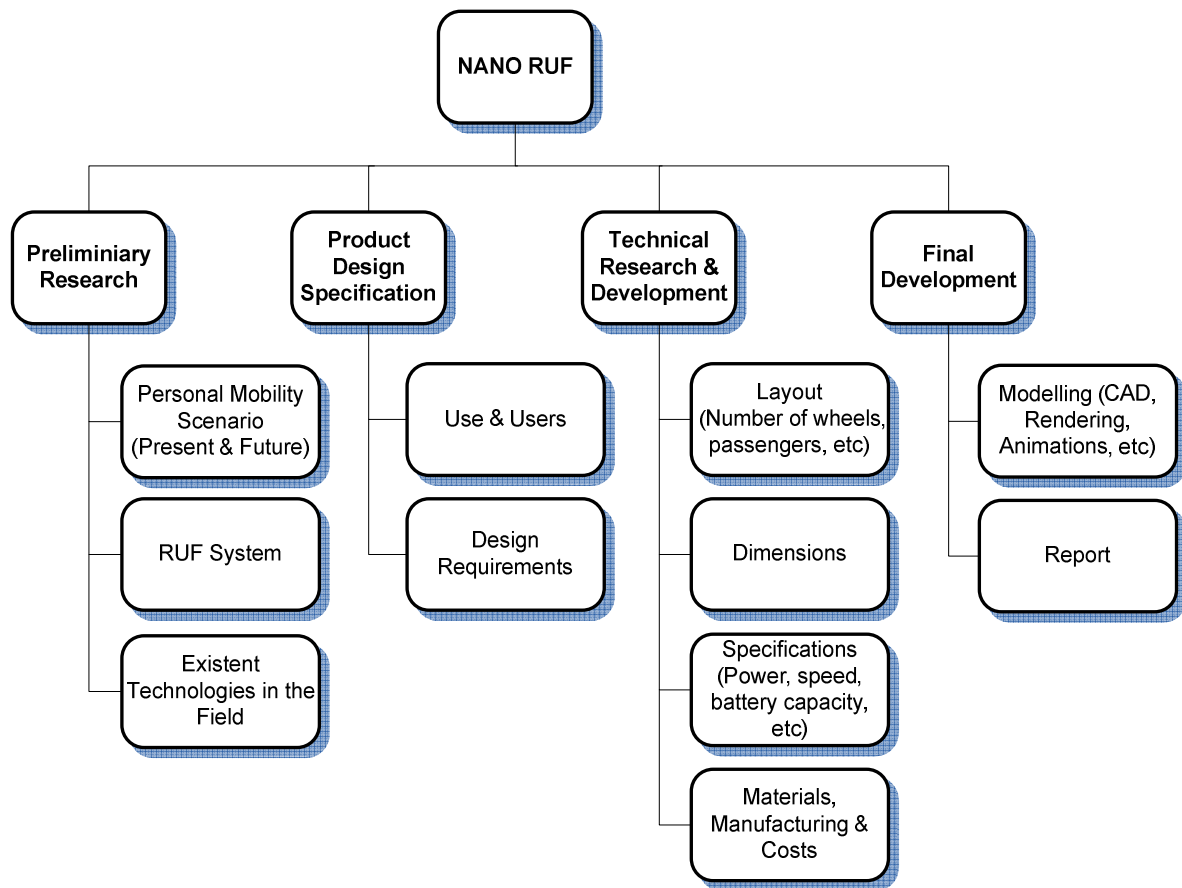 NANO RUF
Preliminiary
Research
Product
Design
Specification
Technical
Research &
Development
Final
Development
Personal Mobility
Scenario
(Present & Future)
RUF System
Existent
Technologies in the
Field
Use & Users
Design
Requirements
Layout
(Number of wheels,
passengers, etc)
Dimensions
Specifications
(Power, speed,
battery capacity,
etc)
Materials,
Manufacturing &
Costs
Modelling (CAD,
Rendering,
Animations, etc)
Report